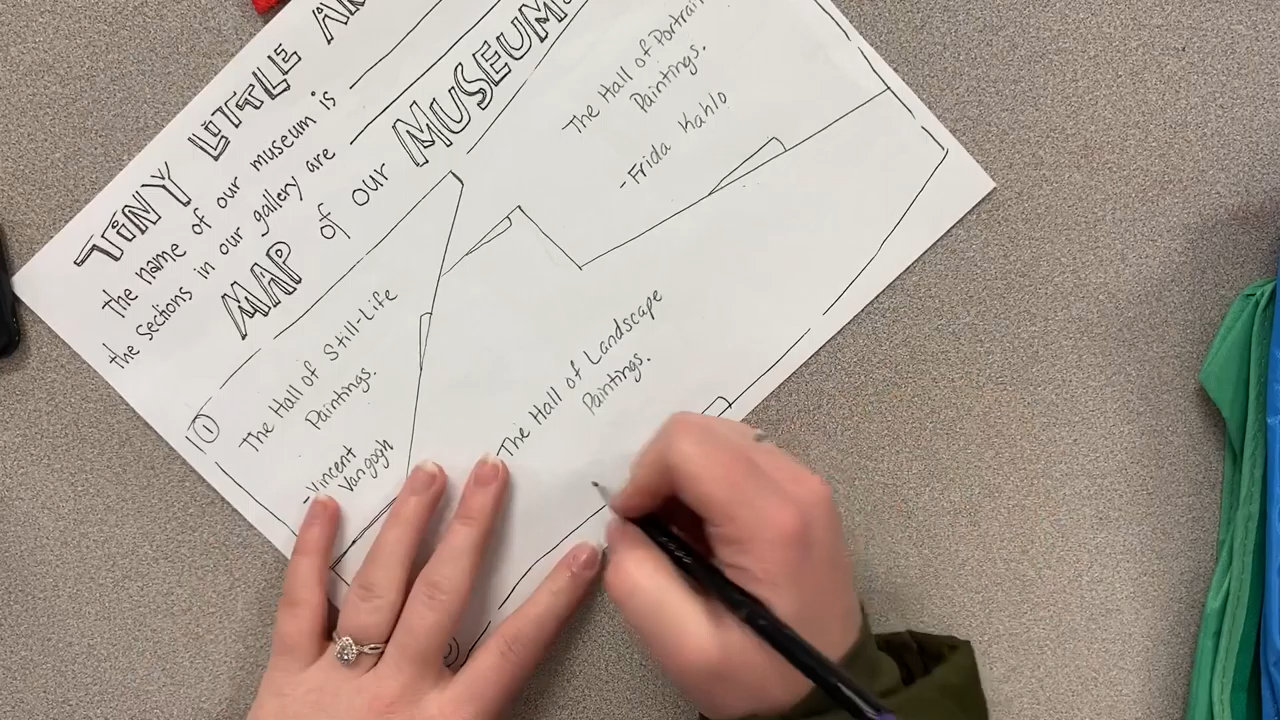 TINY LITTLE
the name of our museum is
the sections in our gallery are
MAP of our MUSEUM.
1
The Hall of Still-Life
Paintings.
-Vincent
Van gogh
The Hall of Portrait
Paintings.
-Frida Kahlo
The Hall of Landscape
Paintings.